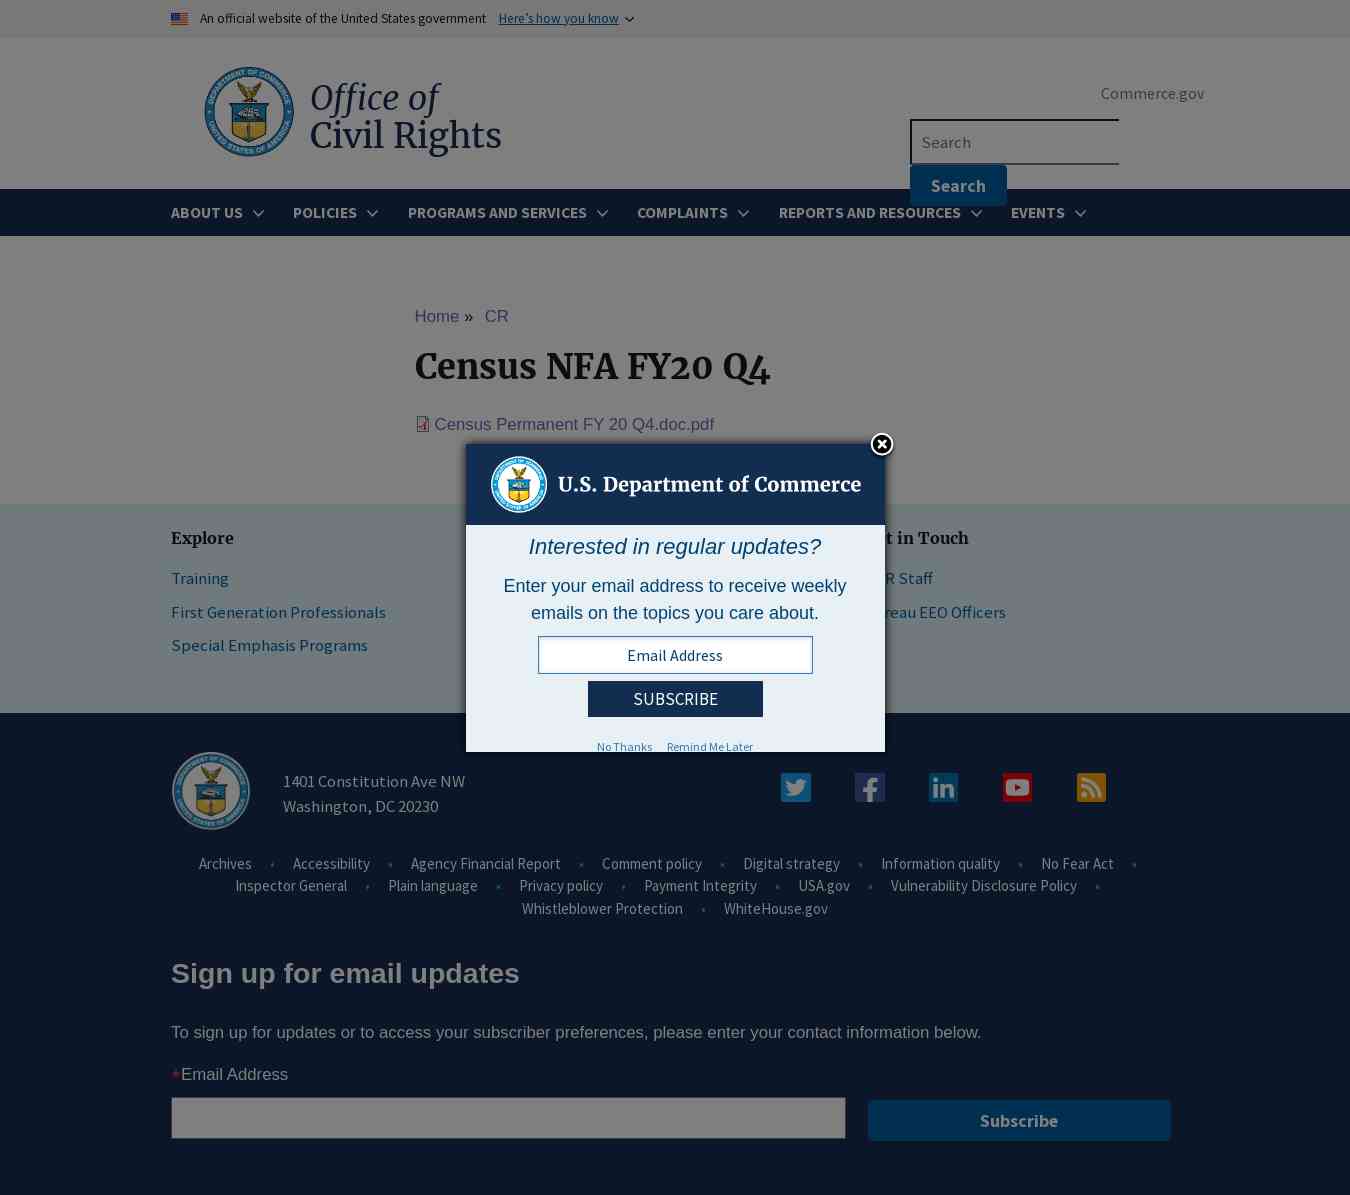 An official website of the United States government Here's how you know
Office of
Civil Rights
Commerce.gov
Search
Search
ABOUT US POLICIES PROGRAMS AND SERVICES COMPLAINTS REPORTS AND RESOURCES EVENTS
Home » CR
Census NFA FY20 Q4
Census Permanent FY 20 Q4.doc.pdf
U.S. Department of Commerce
Interested in regular updates?
Enter your email address to receive weekly
emails on the topics you care about.
Email Address
SUBSCRIBE
No Thanks Remind Me Later
Explore
Training
First Generation Professionals
Special Emphasis Programs
in Touch
Staff
EEO Officers
1401 Constitution Ave NW
Washington, DC 20230
Archives Accessibility Agency Financial Report Comment policy Digital strategy Information quality No Fear Act
Inspector General Plain language Privacy policy Payment Integrity USA.gov Vulnerability Disclosure Policy
Whistleblower Protection WhiteHouse.gov
Sign up for email updates
To sign up for updates or to access your subscriber preferences, please enter your contact information below.
*Email Address
Subscribe